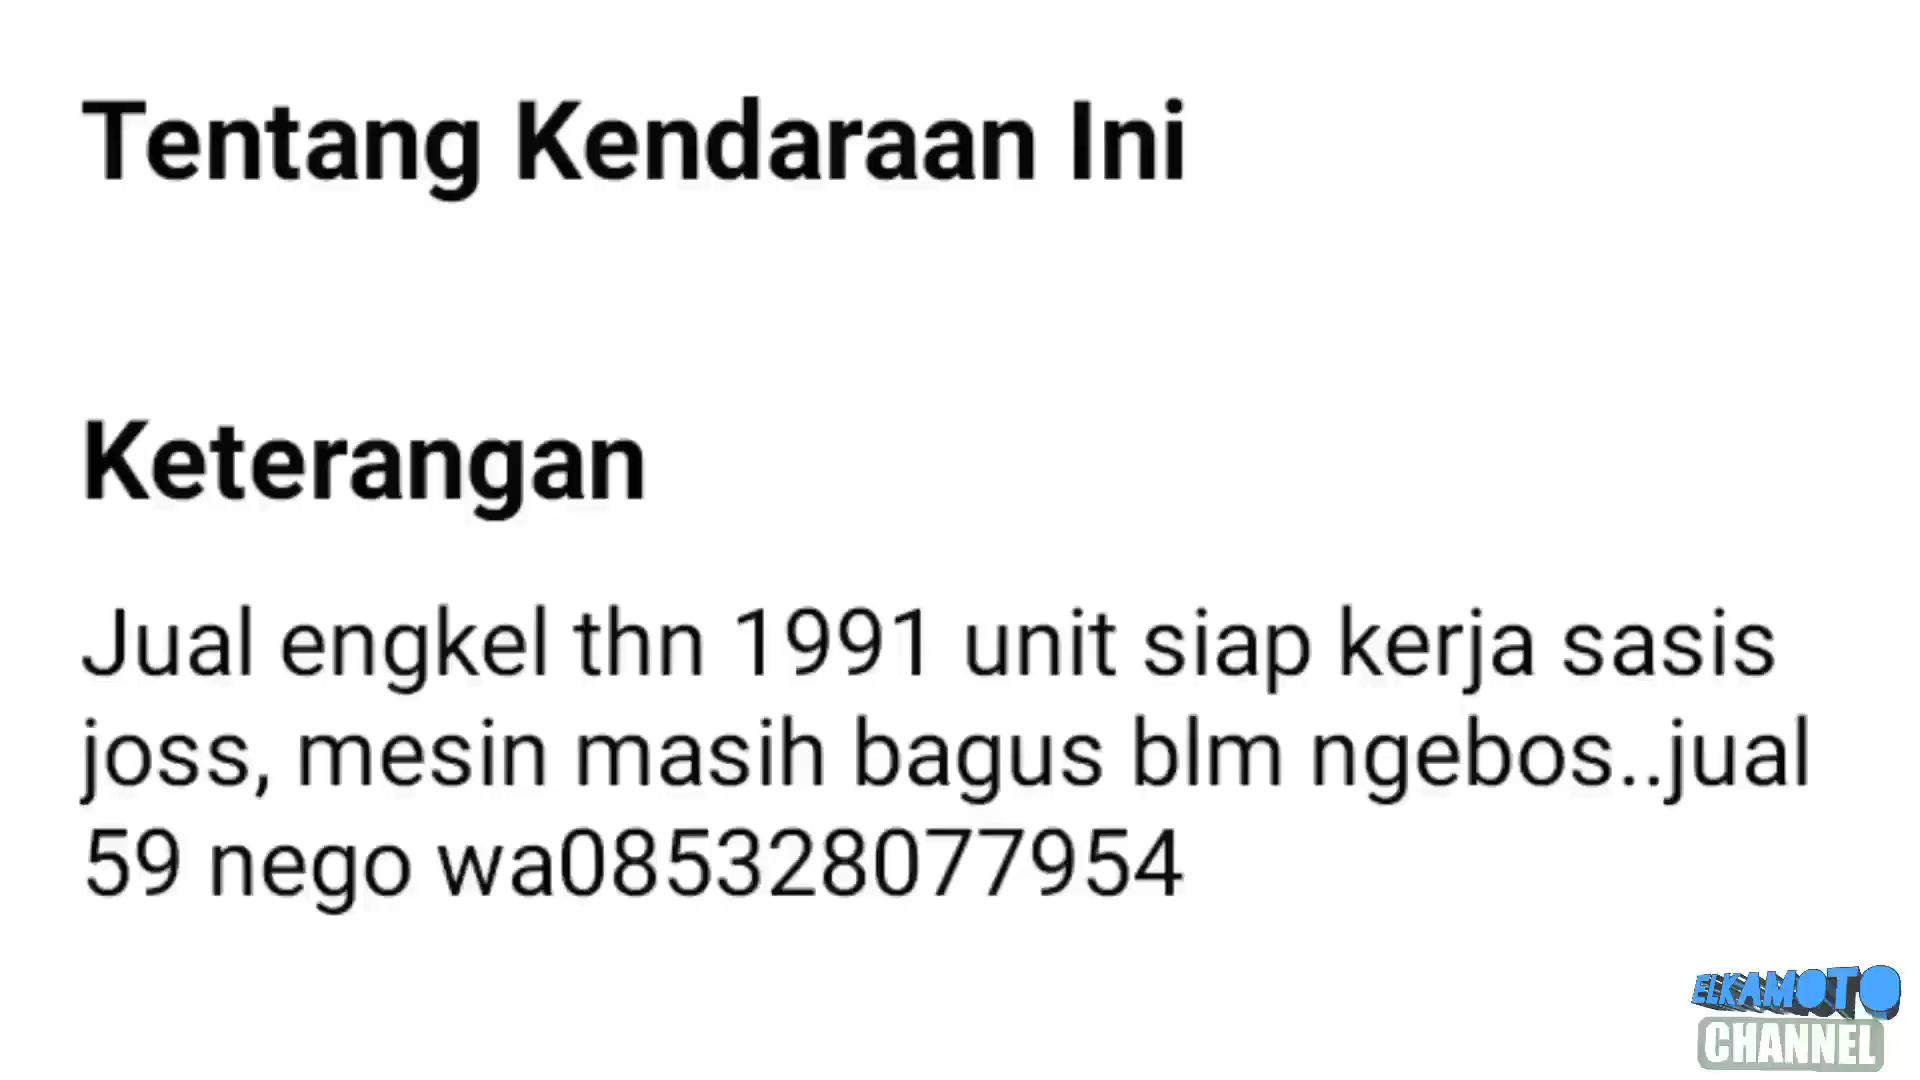 Tentang Kendaraan Ini
Keterangan
Jual engkel thn 1991 unit siap kerja sasis
joss, mesin masih bagus blm ngebos..jual
59 nego wa085328077954
ELKAMOTO
CHANNEL